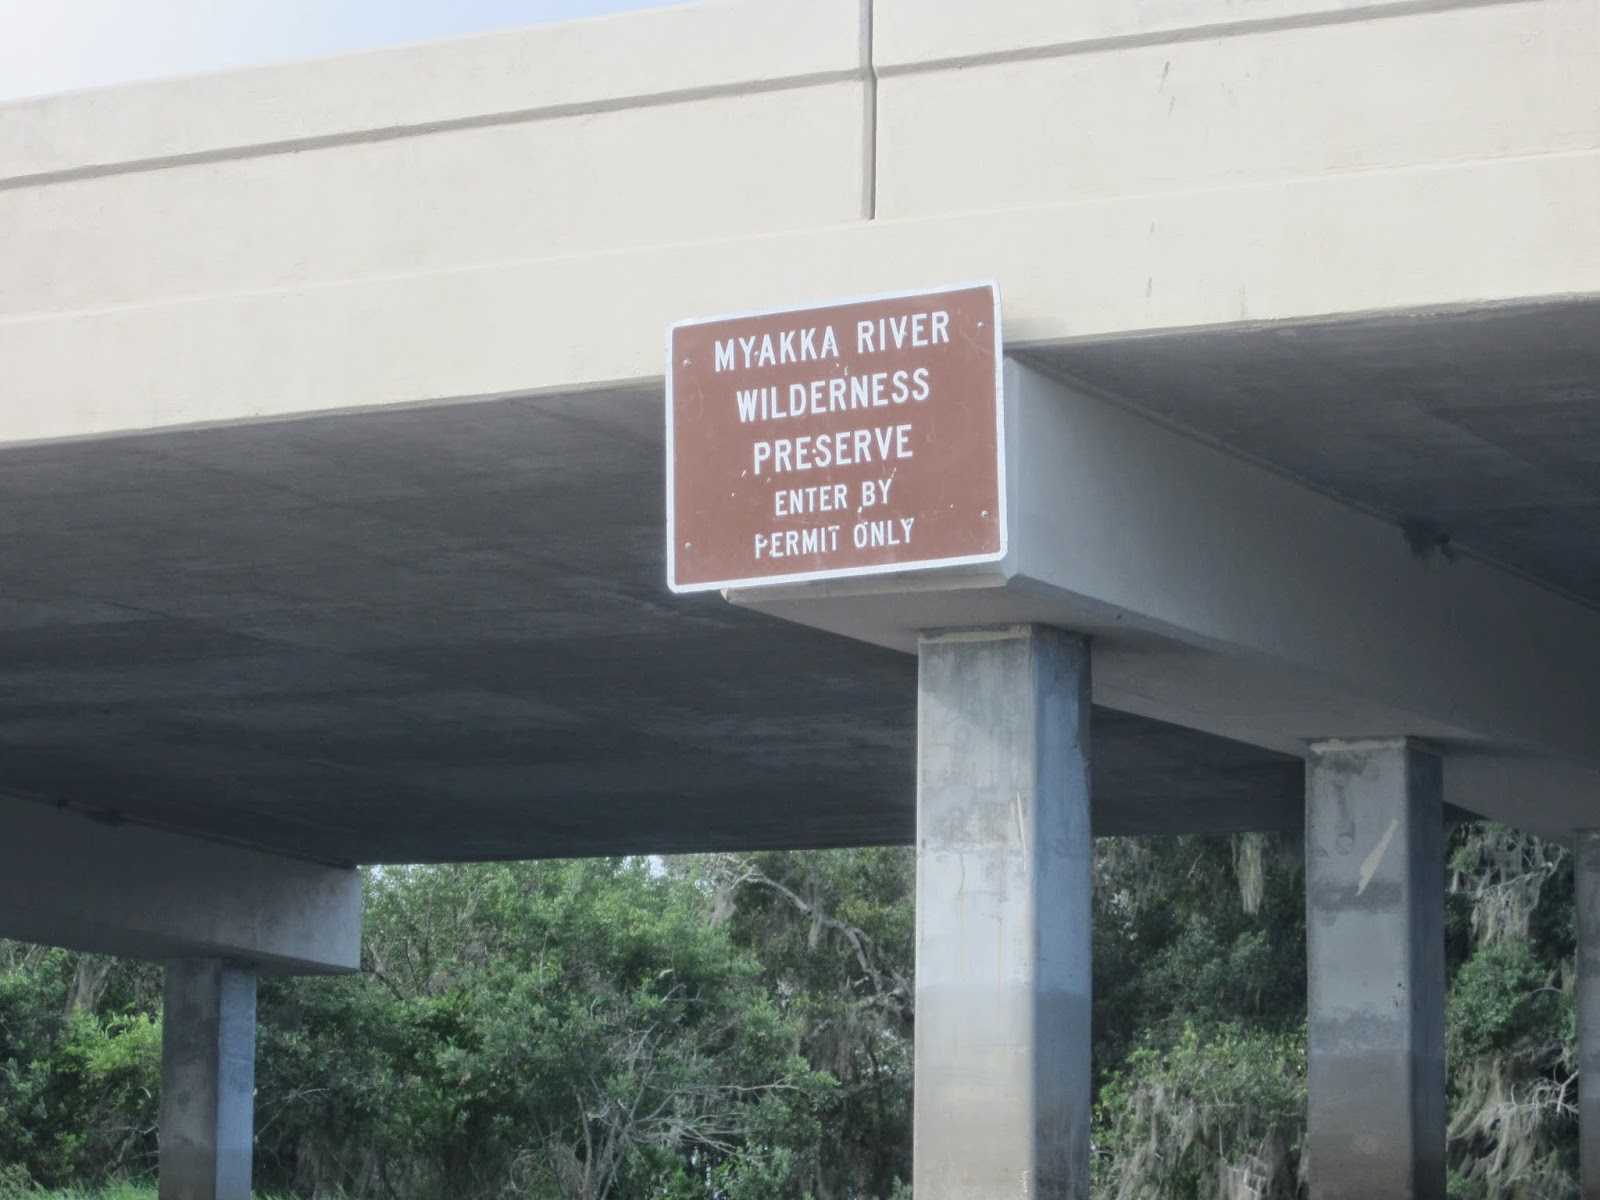 MYAKKA RIVER
WILDERNESS
PRESERVE
ENTER BY
PERMIT ONLY